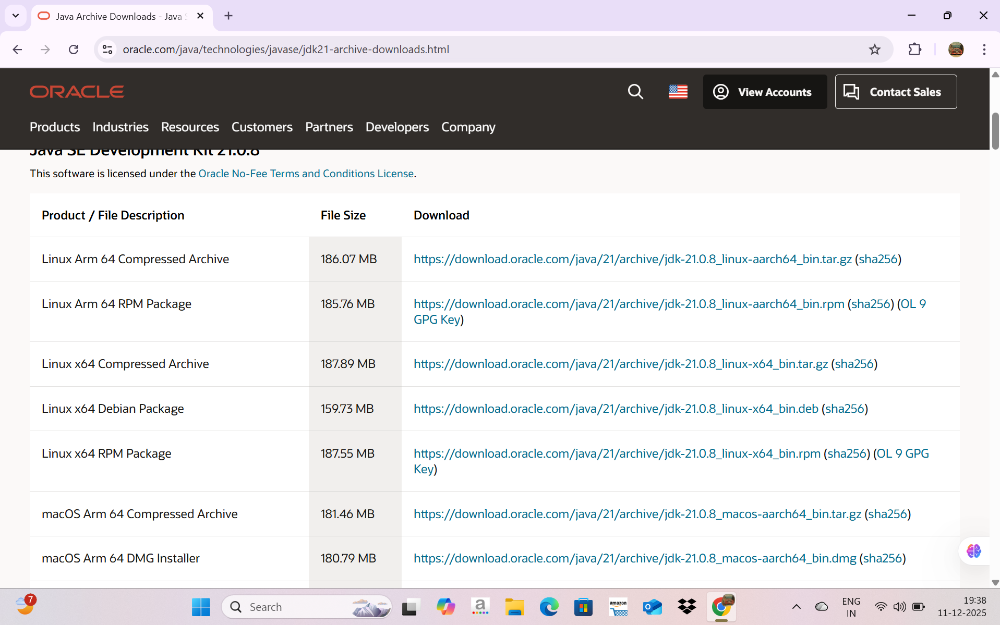 Java Archive Downloads - Java S
oracle.com/java/technologies/javase/jdk21-archive-downloads.html
ORACLE
View Accounts
Contact Sales
Products Industries Resources Customers Partners Developers Company
Java SE Development Kit 21.0.8
This software is licensed under the Oracle No-Fee Terms and Conditions License.
Product / File Description File Size Download
Linux Arm 64 Compressed Archive 186.07 MB https://download.oracle.com/java/21/archive/jdk-21.0.8_linux-aarch64_bin.tar.gz (sha256)
Linux Arm 64 RPM Package 185.76 MB https://download.oracle.com/java/21/archive/jdk-21.0.8_linux-aarch64_bin.rpm (sha256) (OL 9
GPG Key)
Linux x64 Compressed Archive 187.89 MB https://download.oracle.com/java/21/archive/jdk-21.0.8_linux-x64_bin.tar.gz (sha256)
Linux x64 Debian Package 159.73 MB https://download.oracle.com/java/21/archive/jdk-21.0.8_linux-x64_bin.deb (sha256)
Linux x64 RPM Package 187.55 MB https://download.oracle.com/java/21/archive/jdk-21.0.8_linux-x64_bin.rpm (sha256) (OL 9 GPG
Key)
macOS Arm 64 Compressed Archive 181.46 MB https://download.oracle.com/java/21/archive/jdk-21.0.8_macos-aarch64_bin.tar.gz (sha256)
macOS Arm 64 DMG Installer 180.79 MB https://download.oracle.com/java/21/archive/jdk-21.0.8_macos-aarch64_bin.dmg (sha256)
7
Search
a
amazon
ENG
IN
19:38
11-12-2025